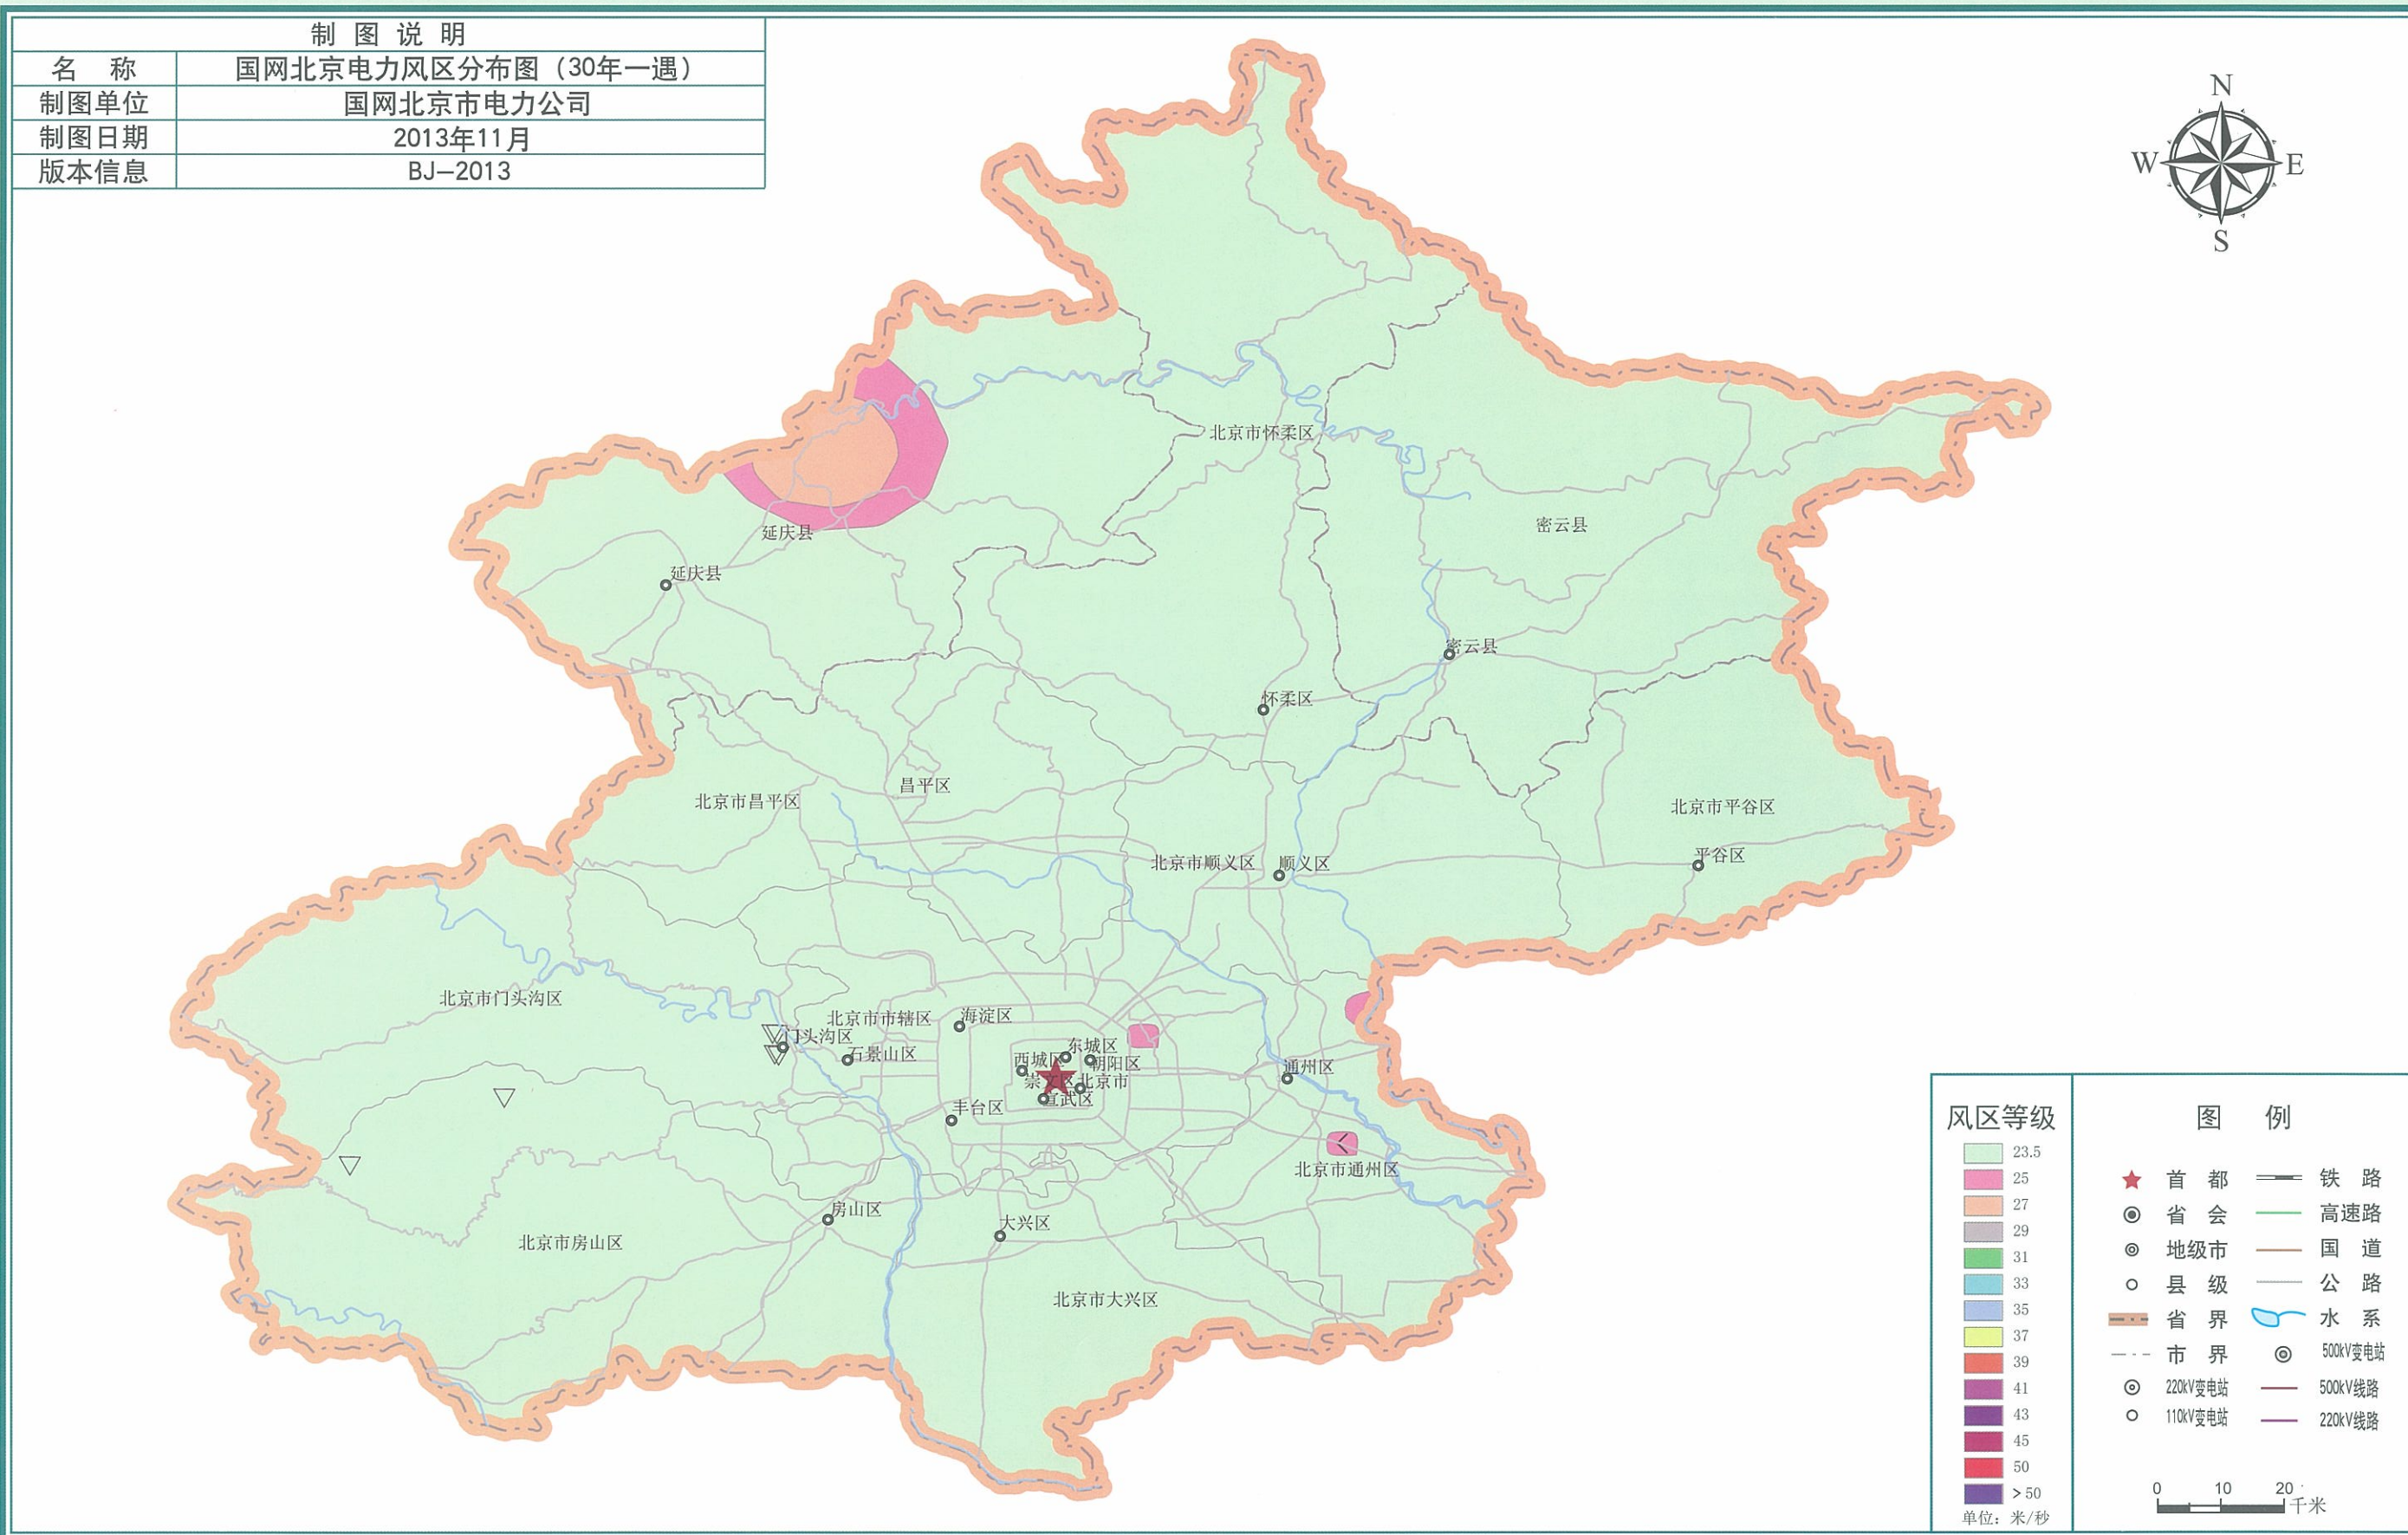 制 图 说 明
名 称 国网北京电力风区分布图（30年一遇）
制图单位 国网北京市电力公司
制图日期 2013年11月
版本信息 BJ—2013
N
W E
S
北京市怀柔区
密云县
延庆县
延庆县
密云县
怀柔区
昌平区
北京市昌平区
北京市平谷区
平谷区
北京市顺义区 顺义区
北京市门头沟区
北京市市辖区 海淀区
门头沟区
石景山区
东城区
西城区
朝阳区
通州区
崇文区 北京市
宣武区
丰台区
北京市通州区
房山区
大兴区
北京市房山区
北京市大兴区
风区等级
23.5
25
27
29
31
33
35
37
39
41
43
45
50
>50
单位：米/秒
图 例
首 都 铁 路
省 会 高速路
地级市 国 道
县 级 公 路
省 界 水 系
市 界 500kV变电站
220kV变电站 500kV线路
110kV变电站 220kV线路
0 10 20
千米